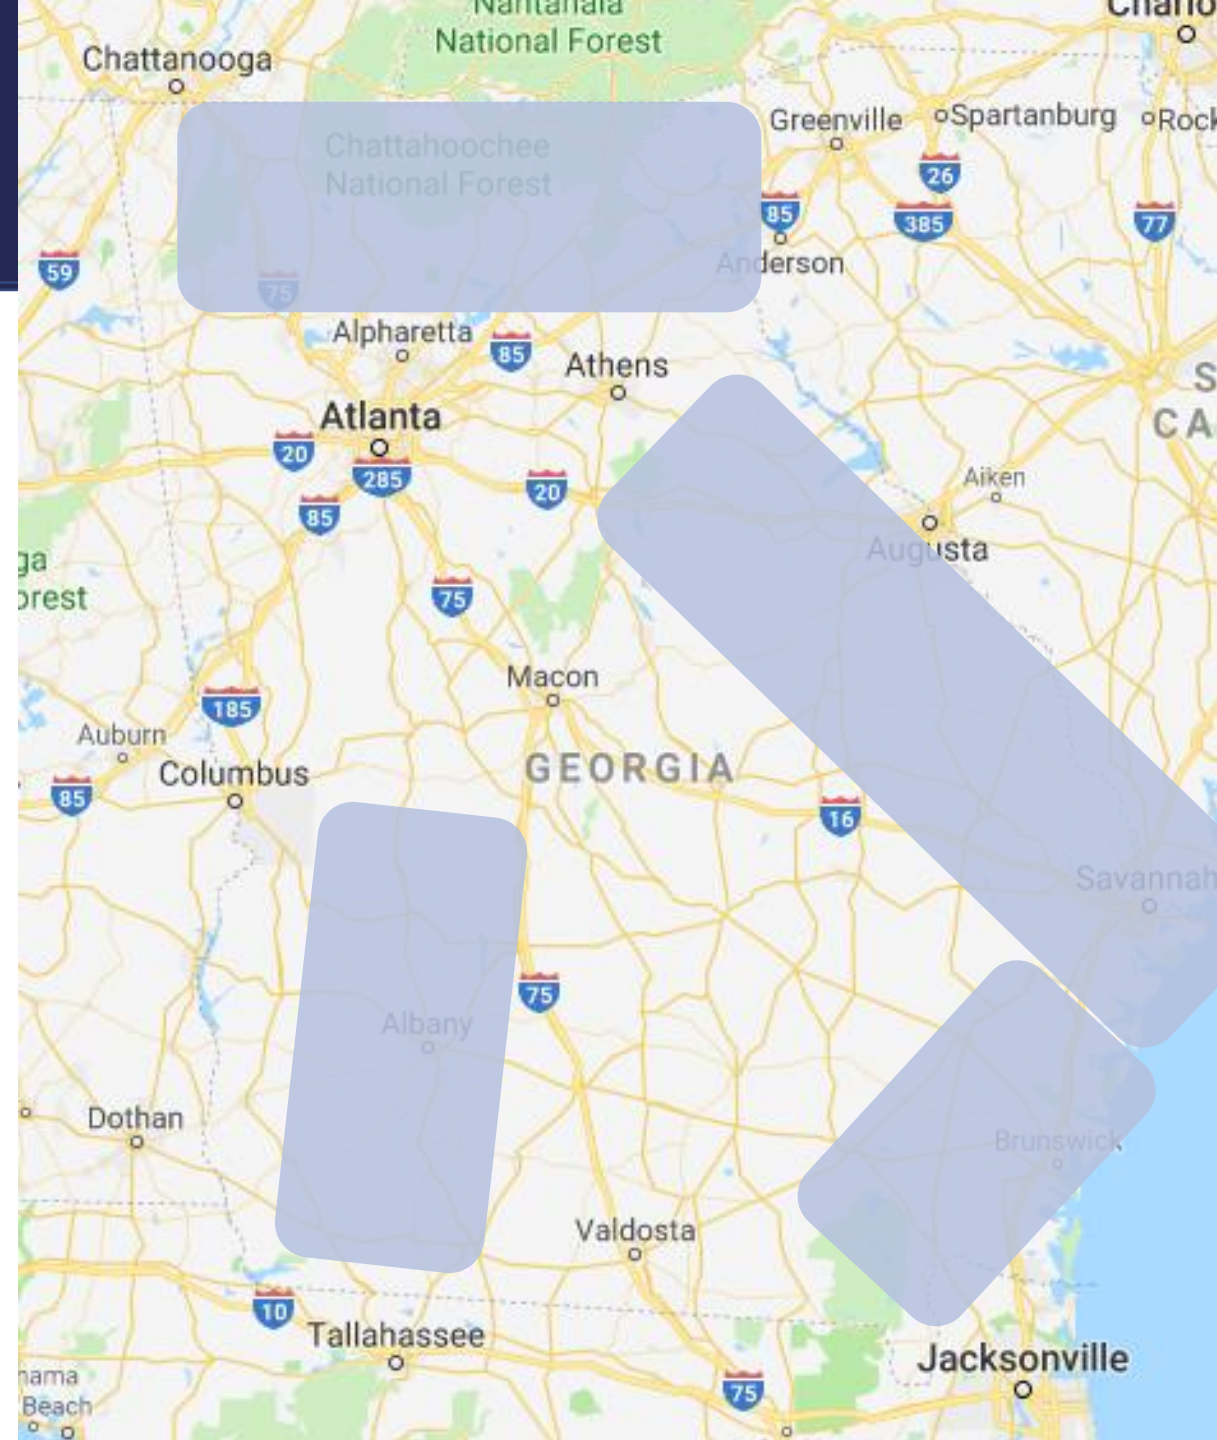 Nantahala
National Forest
Chattanooga
Greenville
Spartanburg
Chattahoochee
National Forest
26
85
385
77
Anderson
59
75
Alpharetta
85
Athens
Atlanta
20
285
20
85
Aiken
Augusta
75
Macon
185
Auburn
Columbus
GEORGIA
85
16
Savannah
75
Albany
Dothan
Brunswick
Valdosta
10
Tallahassee
Jacksonville
75
Beach